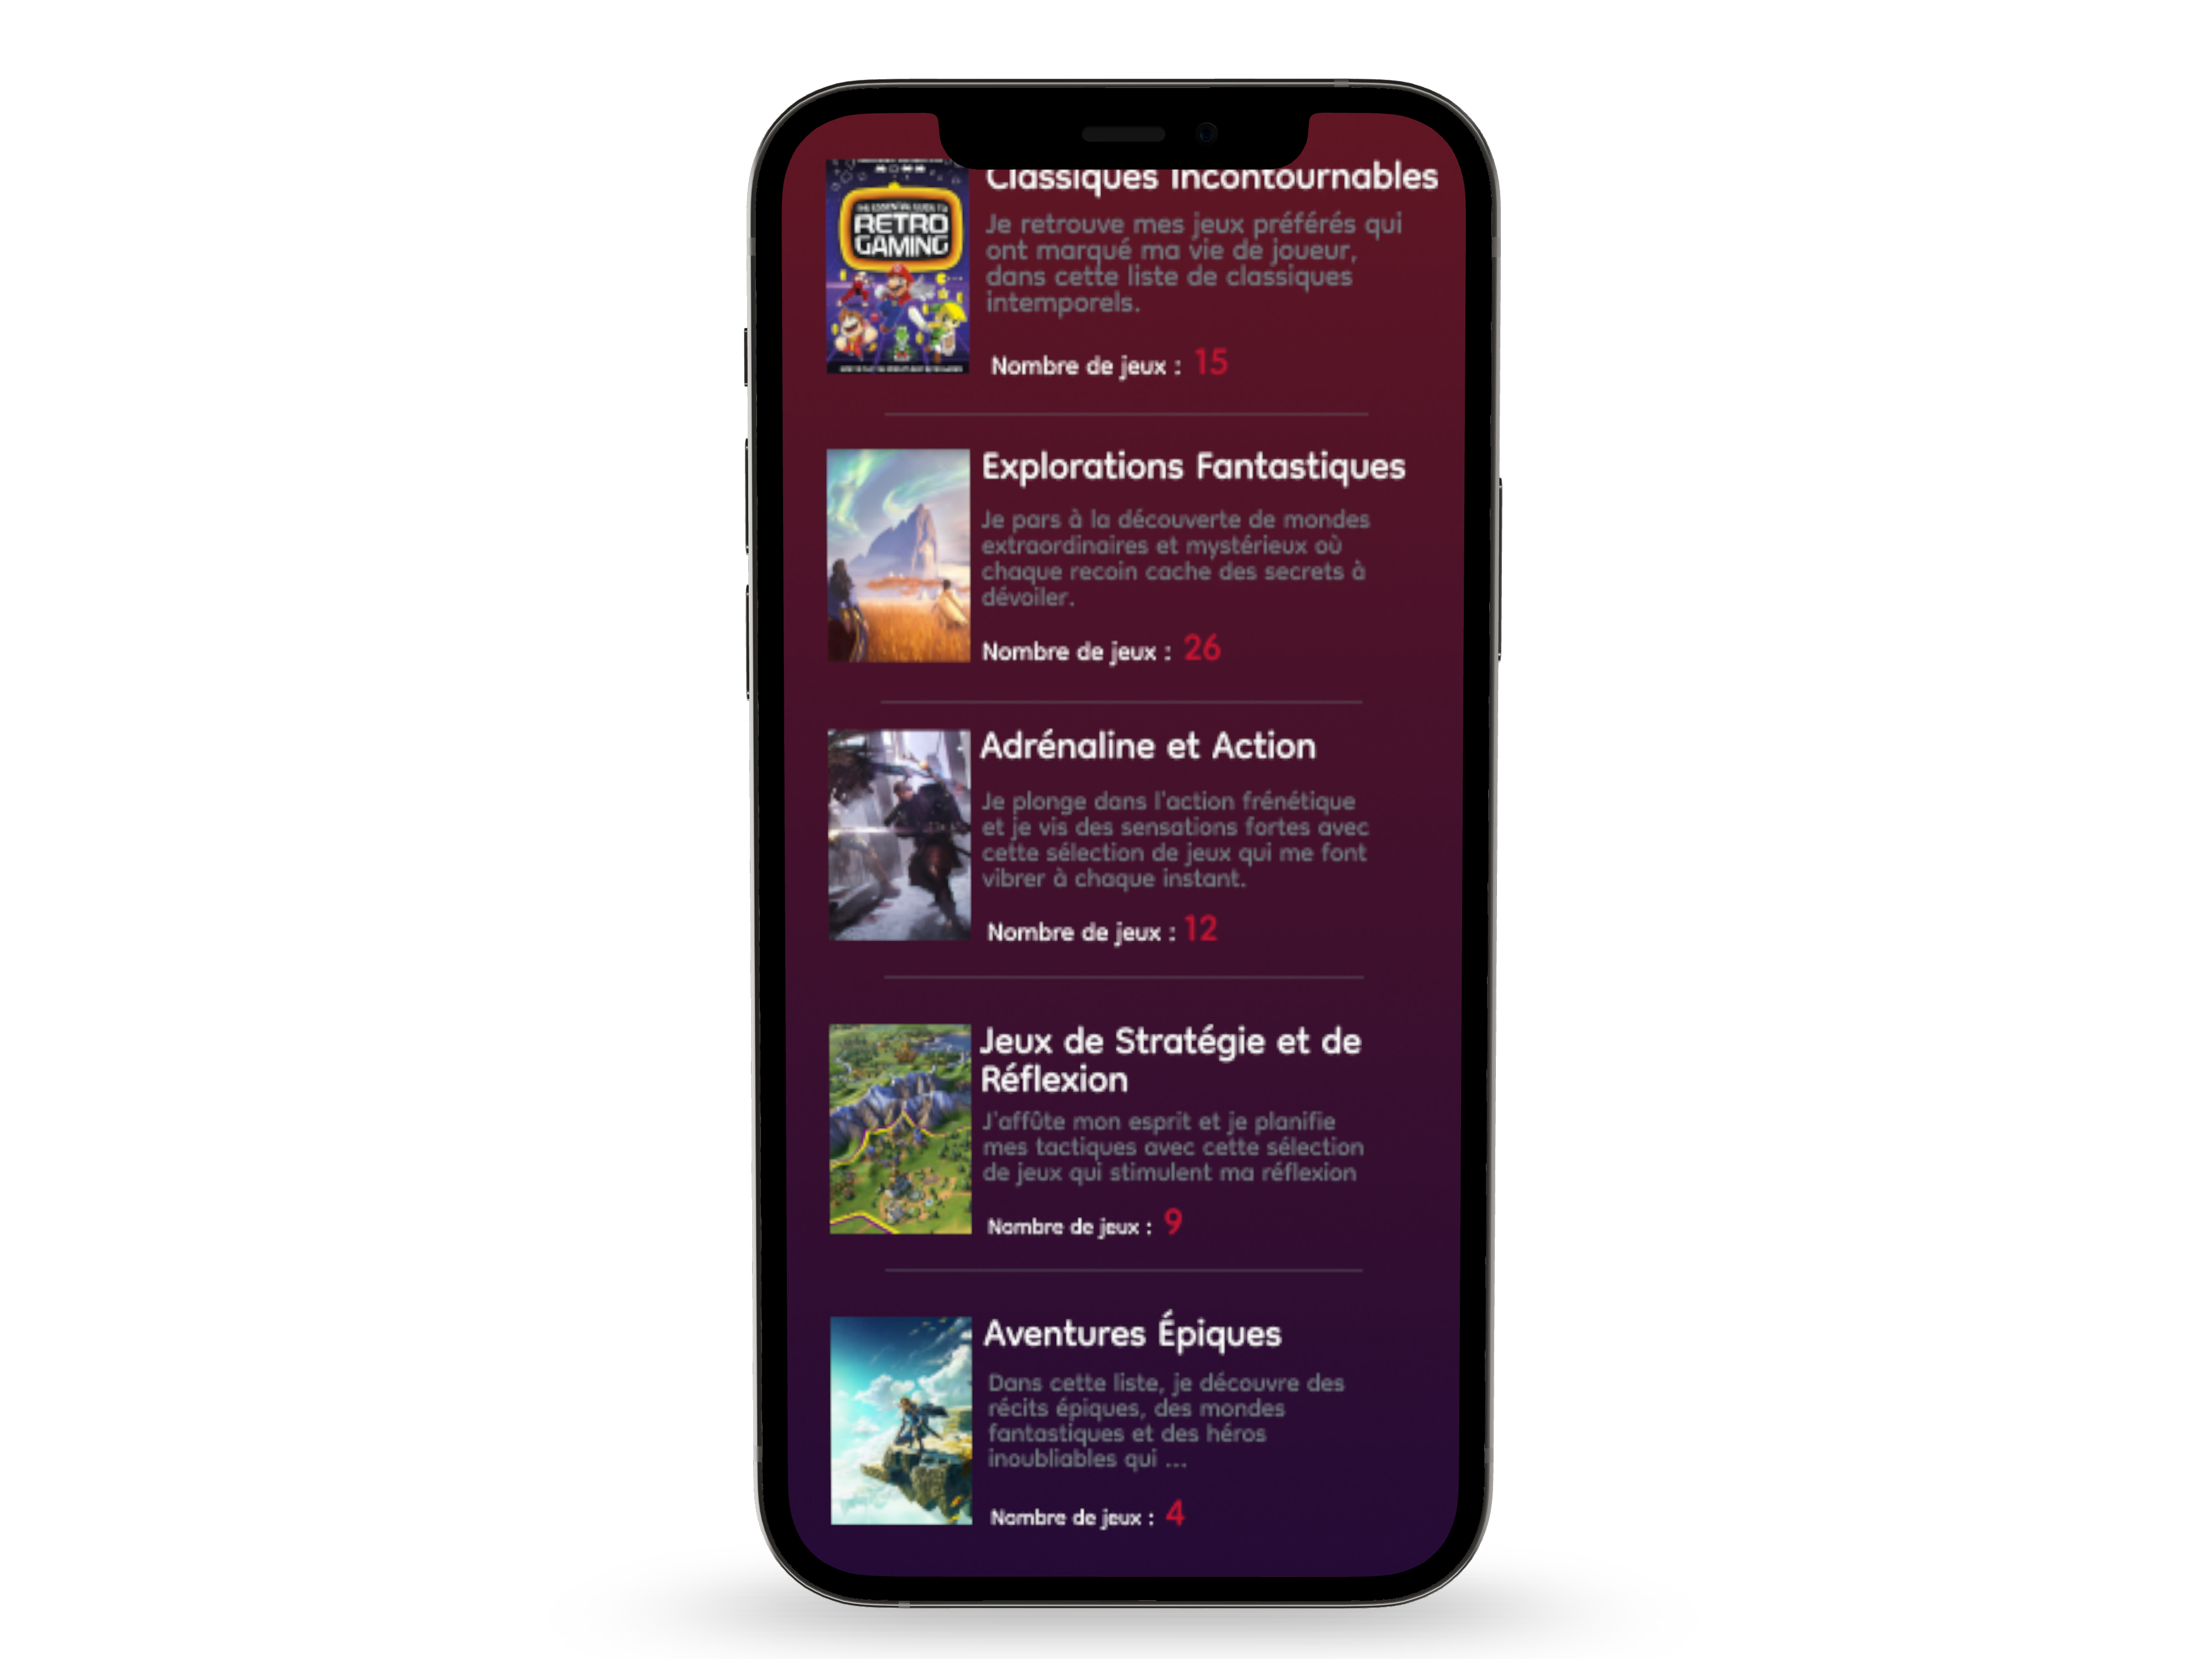 RETRO
GAMING
Classiques Incontournables
Je retrouve mes jeux préférés qui
ont marqué ma vie de joueur,
dans cette liste de classiques
intemporels.
Nombre de jeux : 15
Explorations Fantastiques
Je pars à la découverte de mondes
extraordinaires et mystérieux où
chaque recoin cache des secrets à
dévoiler.
Nombre de jeux : 26
Adrénaline et Action
Je plonge dans l'action frénétique
et je vis des sensations fortes avec
cette sélection de jeux qui me font
vibrer à chaque instant.
Nombre de jeux : 12
Jeux de Stratégie et de
Réflexion
J'affûte mon esprit et je planifie
mes tactiques avec cette sélection
de jeux qui stimulent ma réflexion
Nombre de jeux : 9
Aventures Épiques
Dans cette liste, je découvre des
récits épiques, des mondes
fantastiques et des héros
inoubliables qui ...
Nombre de jeux : 4